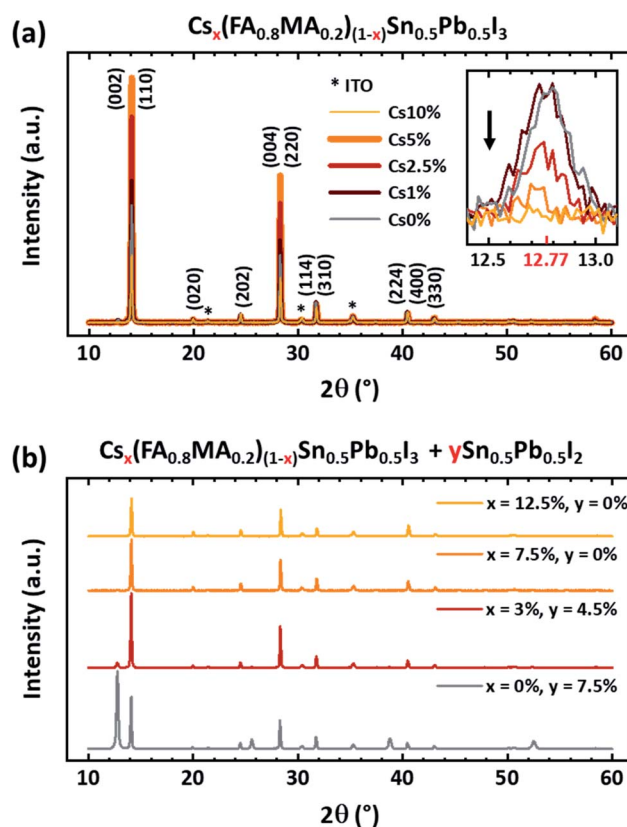 (a)
Csₓ(FA₀.₈MA₀.₂)₍₁₋ₓ₎Sn₀.₅Pb₀.₅I₃
Intensity (a.u.)
(002)
(110)
(020)
*
(202)
(004)
(220)
*
(114)
(310)
*
(224)
(400)
(330)
* ITO
Cs10%
Cs5%
Cs2.5%
Cs1%
Cs0%
12.5 12.77 13.0
10 20 30 40 50 60
2θ (°)
(b)
Csₓ(FA₀.₈MA₀.₂)₍₁₋ₓ₎Sn₀.₅Pb₀.₅I₃ + ySn₀.₅Pb₀.₅I₂
Intensity (a.u.)
x = 12.5%, y = 0%
x = 7.5%, y = 0%
x = 3%, y = 4.5%
x = 0%, y = 7.5%
10 20 30 40 50 60
2θ (°)